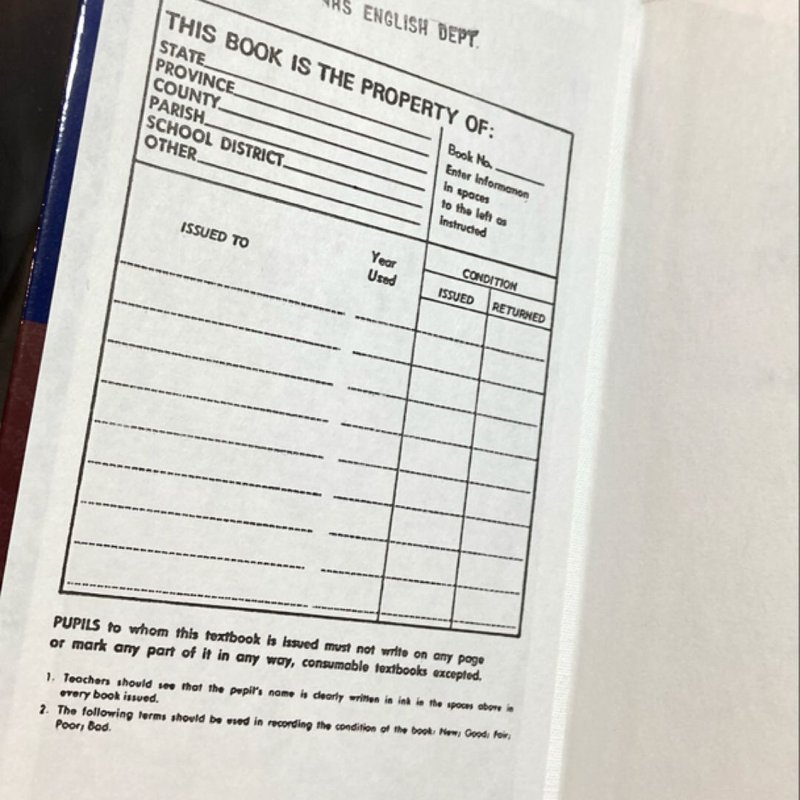 ENGLISH DEPT.
THIS BOOK IS THE PROPERTY OF:
STATE
PROVINCE
COUNTY
PARISH
SCHOOL DISTRICT
OTHER
Book No.
Enter information
in spaces
to the left as
instructed
ISSUED TO
Year
Used
CONDITION
ISSUED
RETURNED
PUPILS to whom this textbook is issued must not write on any page
or mark any part of it in any way, consumable textbooks excepted.
1. Teachers should see that the pupil's name is clearly written in ink in the spaces above in
every book issued.
2. The following terms should be used in recording the condition of the book: New; Good; Fair;
Poor; Bad.